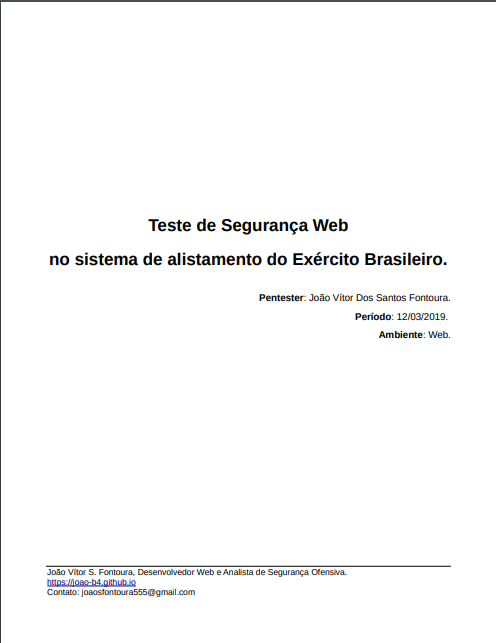 Teste de Segurança Web
no sistema de alistamento do Exército Brasileiro.
Pentester: João Vítor Dos Santos Fontoura.
Período: 12/03/2019.
Ambiente: Web.
João Vítor S. Fontoura, Desenvolvedor Web e Analista de Segurança Ofensiva.
https://joao-b4.github.io
Contato: joaosfontoura555@gmail.com